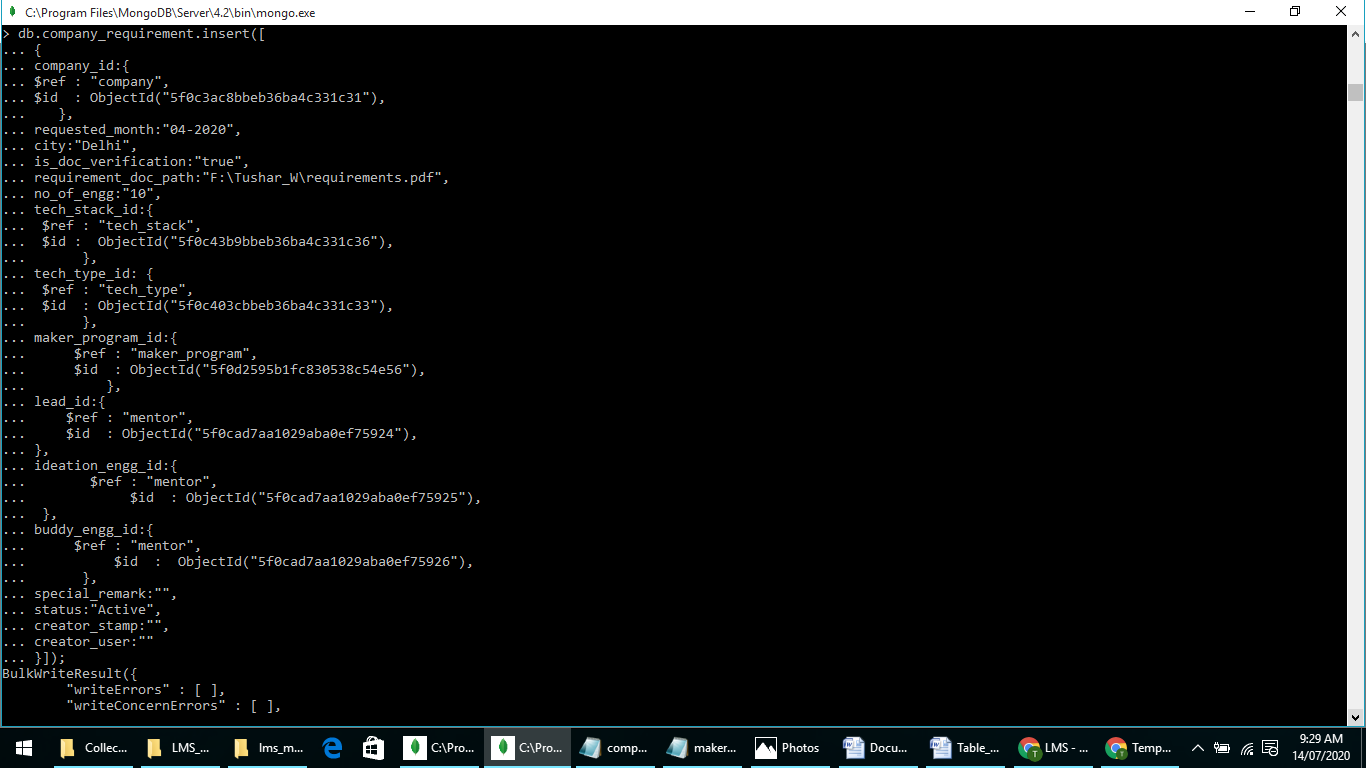 C:\Program Files\MongoDB\Server\4.2\bin\mongo.exe
> db.company_requirement.insert([
... {
... company_id:{
... $ref : "company",
... $id  : ObjectId("5f0c3ac8bbeb36ba4c331c31"),
...    },
... requested_month:"04-2020",
... city:"Delhi",
... is_doc_verification:"true",
... requirement_doc_path:"F:\Tushar_W\requirements.pdf",
... no_of_engg:"10",
... tech_stack_id:{
...  $ref : "tech_stack",
...  $id :  ObjectId("5f0c43b9bbeb36ba4c331c36"),
...       },
... tech_type_id: {
...  $ref : "tech_type",
...  $id  : ObjectId("5f0c403cbbeb36ba4c331c33"),
...       },
... maker_program_id:{
...      $ref : "maker_program",
...      $id  : ObjectId("5f0d2595b1fc830538c54e56"),
...          },
... lead_id:{
...     $ref : "mentor",
...     $id  : ObjectId("5f0cad7aa1029aba0ef75924"),
... },
... ideation_engg_id:{
...        $ref : "mentor",
...             $id  : ObjectId("5f0cad7aa1029aba0ef75925"),
...  },
... buddy_engg_id:{
...      $ref : "mentor",
...           $id  :  ObjectId("5f0cad7aa1029aba0ef75926"),
...       },
... special_remark:"",
... status:"Active",
... creator_stamp:"",
... creator_user:""
... }]);
BulkWriteResult({
        "writeErrors" : [ ],
        "writeConcernErrors" : [ ],
Collec... LMS_... lms_m... C:\Pro... C:\Pro... comp... maker... Photos Docu... Table_... LMS - ... Temp... 9:29 AM
14/07/2020